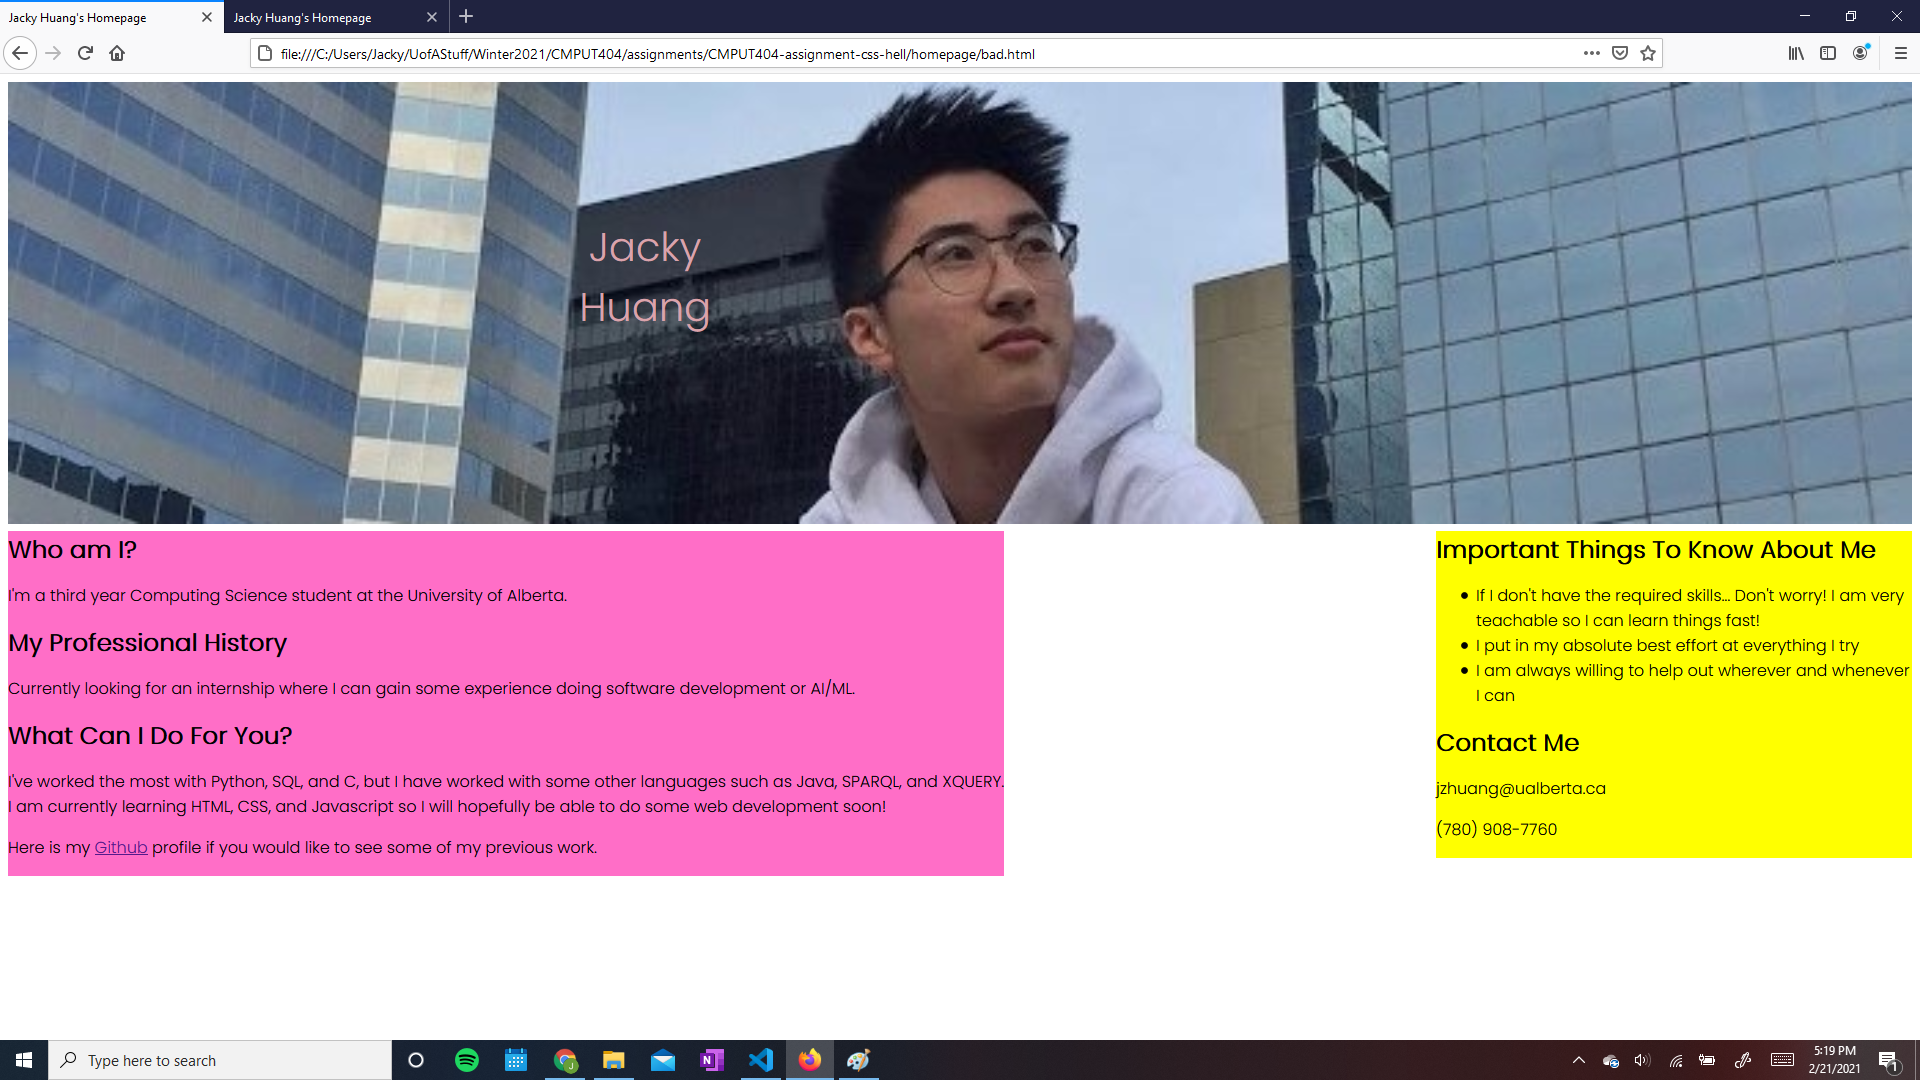 Jacky Huang's Homepage
Jacky Huang's Homepage
file:///C:/Users/Jacky/UofAStuff/Winter2021/CMPUT404/assignments/CMPUT404-assignment-css-hell/homepage/bad.html
Jacky
Huang
Who am I?
I'm a third year Computing Science student at the University of Alberta.
My Professional History
Currently looking for an internship where I can gain some experience doing software development or AI/ML.
What Can I Do For You?
I've worked the most with Python, SQL, and C, but I have worked with some other languages such as Java, SPARQL, and XQUERY.
I am currently learning HTML, CSS, and Javascript so I will hopefully be able to do some web development soon!
Here is my Github profile if you would like to see some of my previous work.
Important Things To Know About Me
If I don't have the required skills... Don't worry! I am very
teachable so I can learn things fast!
I put in my absolute best effort at everything I try
I am always willing to help out wherever and whenever
I can
Contact Me
jzhuang@ualberta.ca
(780) 908-7760
Type here to search
5:19 PM
2/21/2021
1